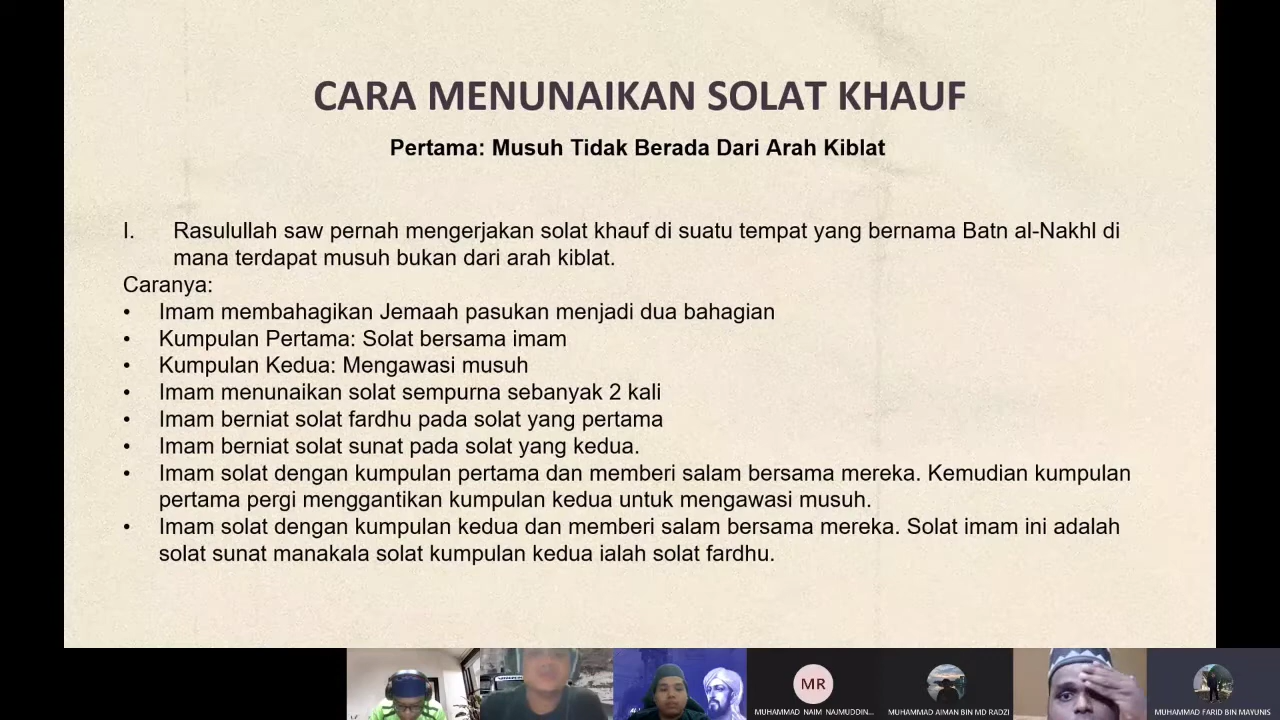 CARA MENUNAIKAN SOLAT KHAUF
Pertama: Musuh Tidak Berada Dari Arah Kiblat
I. Rasulullah saw pernah mengerjakan solat khauf di suatu tempat yang bernama Batn al-Nakhl di
mana terdapat musuh bukan dari arah kiblat.
Caranya:
• Imam membahagikan Jemaah pasukan menjadi dua bahagian
• Kumpulan Pertama: Solat bersama imam
• Kumpulan Kedua: Mengawasi musuh
• Imam menunaikan solat sempurna sebanyak 2 kali
• Imam berniat solat fardhu pada solat yang pertama
• Imam berniat solat sunat pada solat yang kedua.
• Imam solat dengan kumpulan pertama dan memberi salam bersama mereka. Kemudian kumpulan
pertama pergi menggantikan kumpulan kedua untuk mengawasi musuh.
• Imam solat dengan kumpulan kedua dan memberi salam bersama mereka. Solat imam ini adalah
solat sunat manakala solat kumpulan kedua ialah solat fardhu.
MR
MUHAMMAD NAIM NAJMUDDIN...
MUHAMMAD AIMAN BIN MD RADZI
MUHAMMAD FARID BIN MAYUNIS